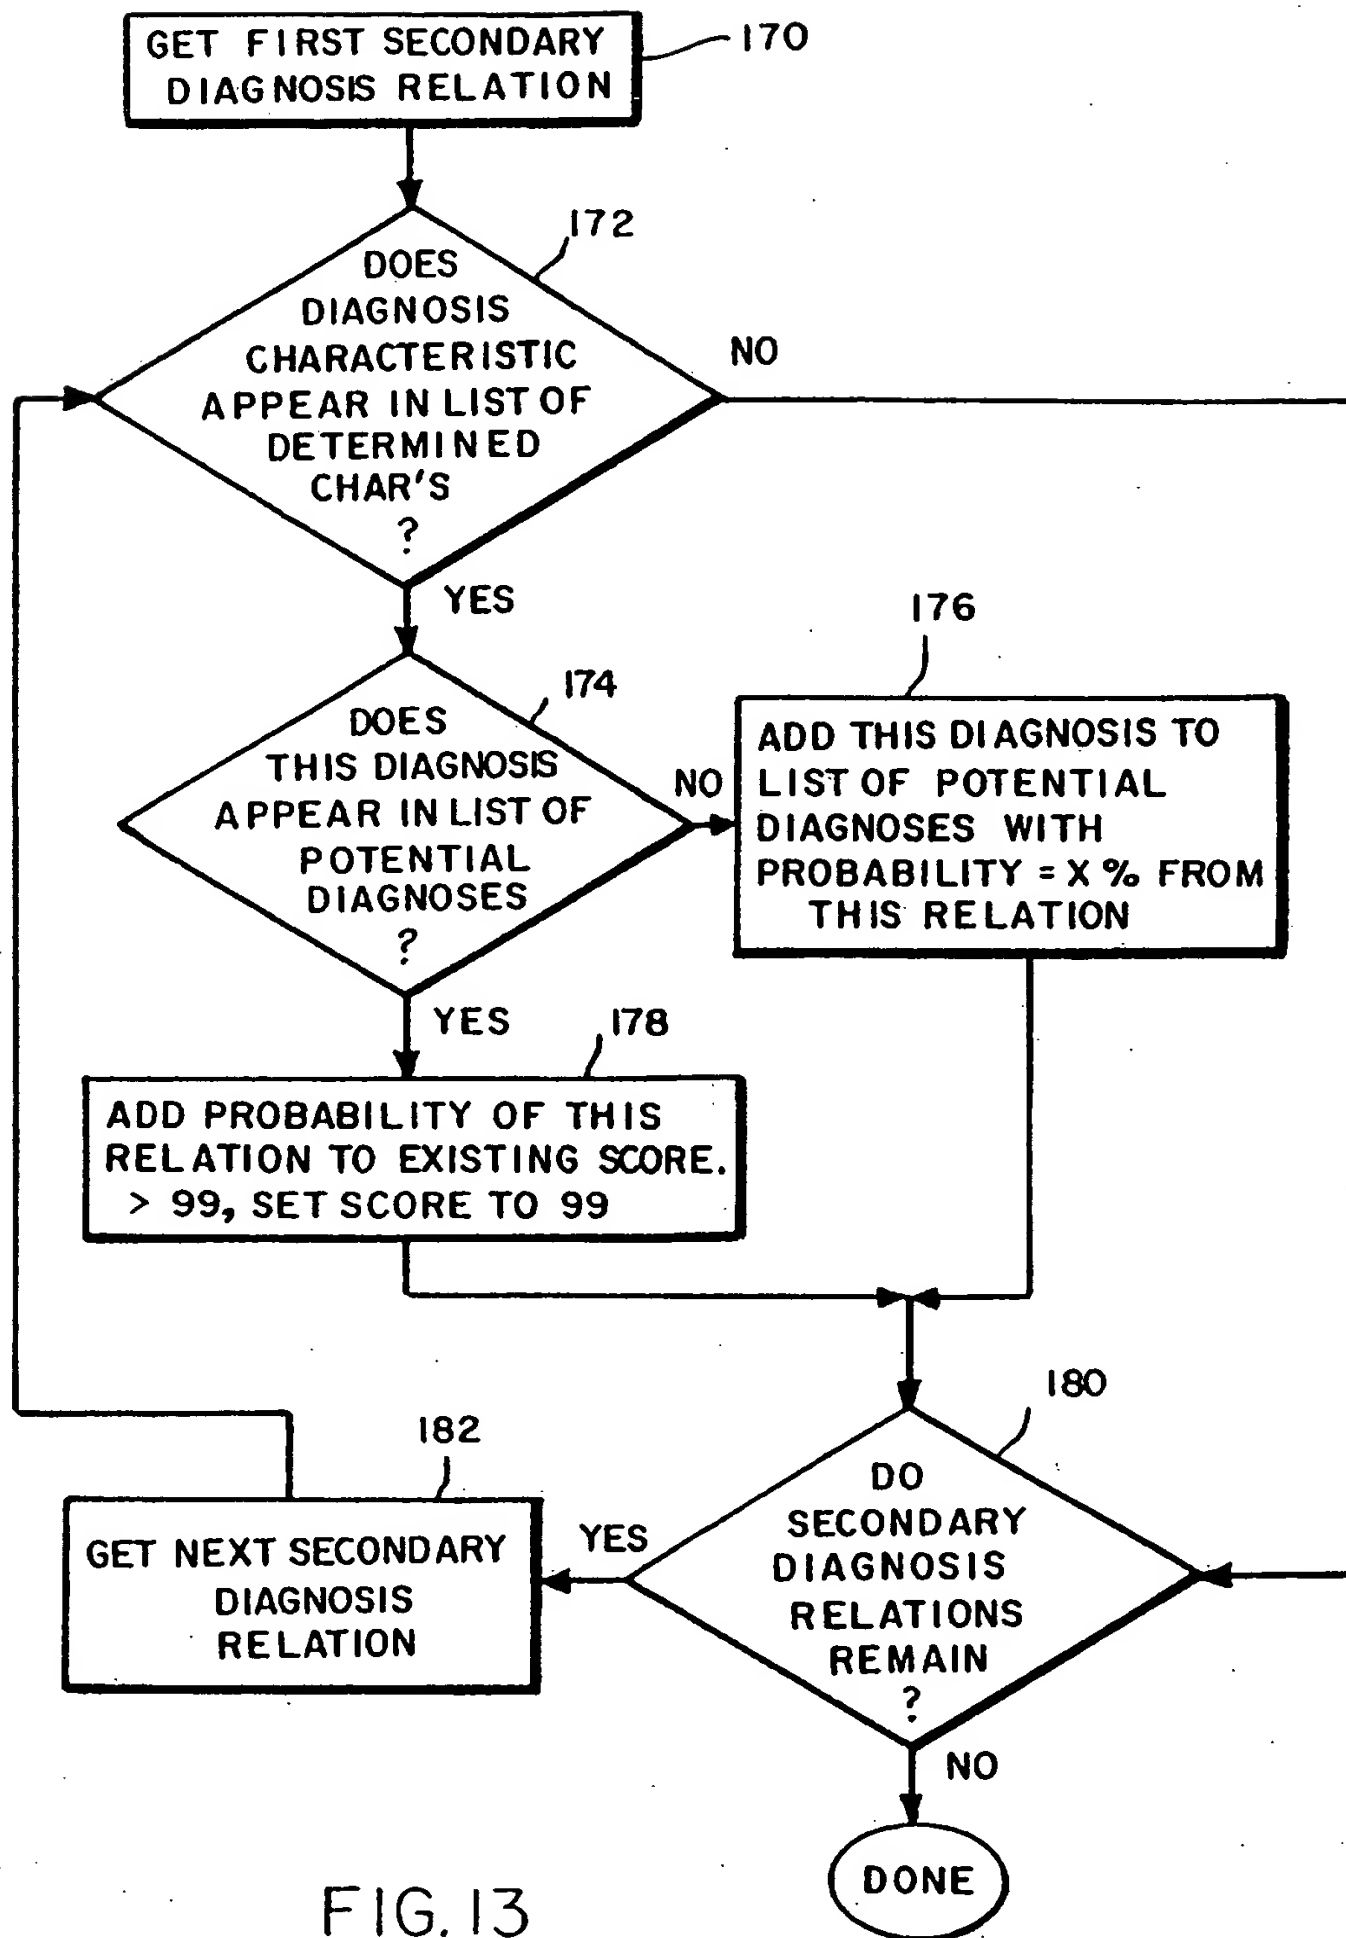 GET FIRST SECONDARY
DIAGNOSIS RELATION
170
172
DOES
DIAGNOSIS
CHARACTERISTIC
APPEAR IN LIST OF
DETERMINED
CHAR'S
?
NO
YES
174
DOES
THIS DIAGNOSIS
APPEAR IN LIST OF
POTENTIAL
DIAGNOSES
?
NO
176
ADD THIS DIAGNOSIS TO
LIST OF POTENTIAL
DIAGNOSES WITH
PROBABILITY = X % FROM
THIS RELATION
YES
178
ADD PROBABILITY OF THIS
RELATION TO EXISTING SCORE.
> 99, SET SCORE TO 99
180
DO
SECONDARY
DIAGNOSIS
RELATIONS
REMAIN
?
YES
182
GET NEXT SECONDARY
DIAGNOSIS
RELATION
NO
DONE
FIG. 13